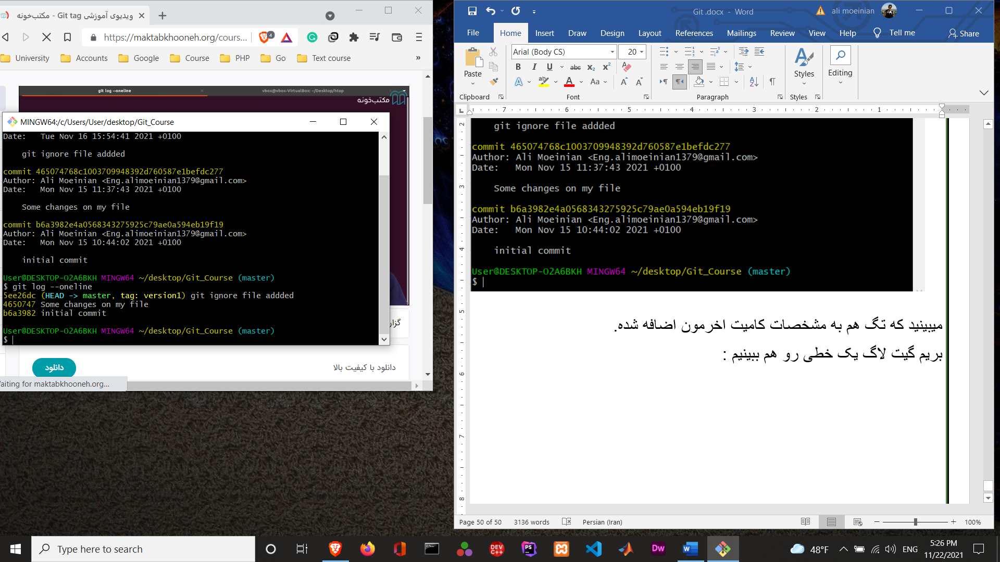 ویدیوی آموزشی Git tag - مکتب‌خونه
https://maktabkhooneh.org/cours...
4
University
Accounts
Google
Course
PHP
Go
Text course
»
git log --oneline
vbox@vbox-VirtualBox: ~/Desktop/htop
مکتب‌خونه
MINGW64:/c/Users/User/desktop/Git_Course
Date:   Tue Nov 16 15:54:41 2021 +0100
git ignore file addded
commit 465074768c1003709948392d760587e1befdc277
Author: Ali Moeinian <Eng.alimoeinian1379@gmail.com>
Date:   Mon Nov 15 11:37:43 2021 +0100
Some changes on my file
commit b6a3982e4a0568343275925c79ae0a594eb19f19
Author: Ali Moeinian <Eng.alimoeinian1379@gmail.com>
Date:   Mon Nov 15 10:44:02 2021 +0100
initial commit
User@DESKTOP-O2A6BKH MINGW64 ~/desktop/Git_Course (master)
$ git log --oneline
5ee26dc (HEAD -> master, tag: version1) git ignore file addded
4650747 Some changes on my file
b6a3982 initial commit
User@DESKTOP-O2A6BKH MINGW64 ~/desktop/Git_Course (master)
$
دانلود با کیفیت بالا
دانلود
aiting for maktabkhooneh.org...
Git .docx - Word
ali moeinian
File
Home
Insert
Draw
Design
Layout
References
Mailings
Review
View
Help
Tell me
Share
Paste
Clipboard
Arial (Body CS)
20
Font
Paragraph
Styles
Styles
Editing
7 6 5 4 3 2 1
2
3
4
5
6
7
8
git ignore file addded
commit 465074768c1003709948392d760587e1befdc277
Author: Ali Moeinian <Eng.alimoeinian1379@gmail.com>
Date:   Mon Nov 15 11:37:43 2021 +0100
Some changes on my file
commit b6a3982e4a0568343275925c79ae0a594eb19f19
Author: Ali Moeinian <Eng.alimoeinian1379@gmail.com>
Date:   Mon Nov 15 10:44:02 2021 +0100
initial commit
User@DESKTOP-O2A6BKH MINGW64 ~/desktop/Git_Course (master)
$
میبینید که تگ هم به مشخصات کامیت اخرمون اضافه شده.
بریم گیت لاگ یک خطی رو هم ببینیم :
Page 50 of 50
3136 words
Persian (Iran)
100%
Type here to search
48°F
ENG
5:26 PM
11/22/2021